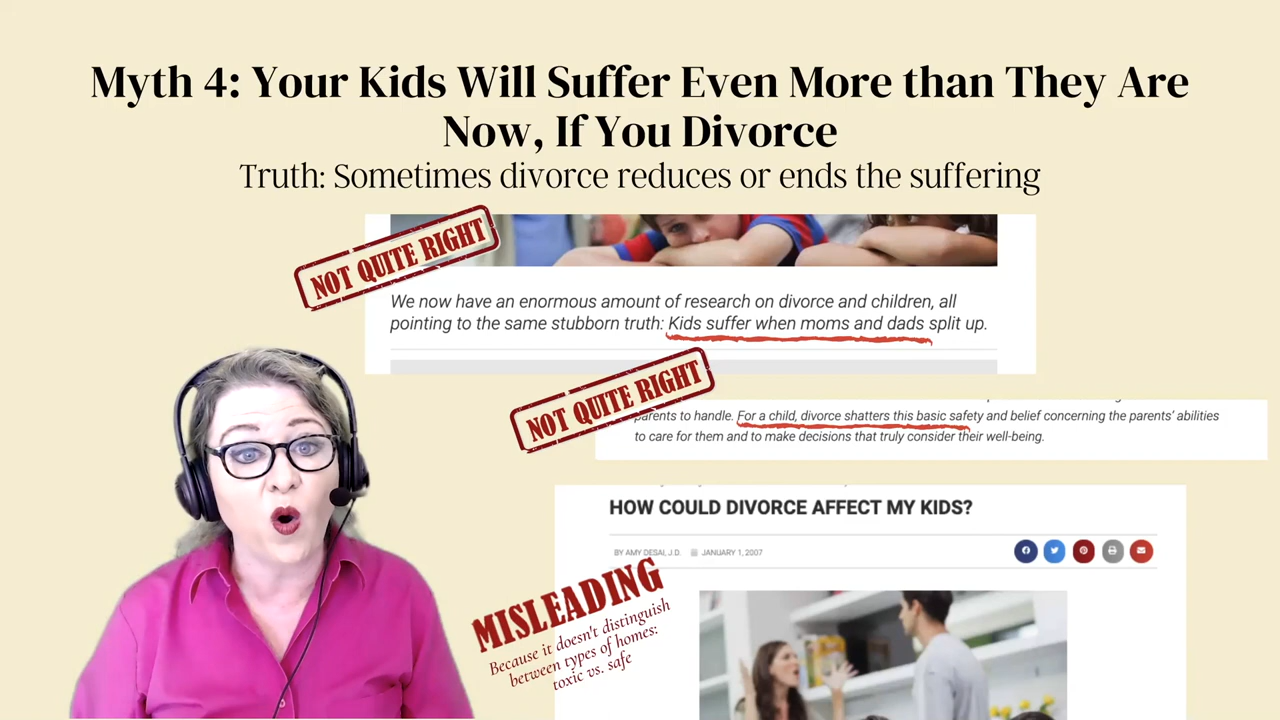 Myth 4: Your Kids Will Suffer Even More than They Are
Now, If You Divorce
Truth: Sometimes divorce reduces or ends the suffering
NOT QUITE RIGHT
We now have an enormous amount of research on divorce and children, all
pointing to the same stubborn truth: Kids suffer when moms and dads split up.
NOT QUITE RIGHT
parents to handle. For a child, divorce shatters this basic safety and belief concerning the parents' abilities
to care for them and to make decisions that truly consider their well-being.
HOW COULD DIVORCE AFFECT MY KIDS?
BY AMY DESAI, J.D. JANUARY 1, 2007
MISLEADING
Because it doesn't distinguish
between types of homes:
toxic vs. safe